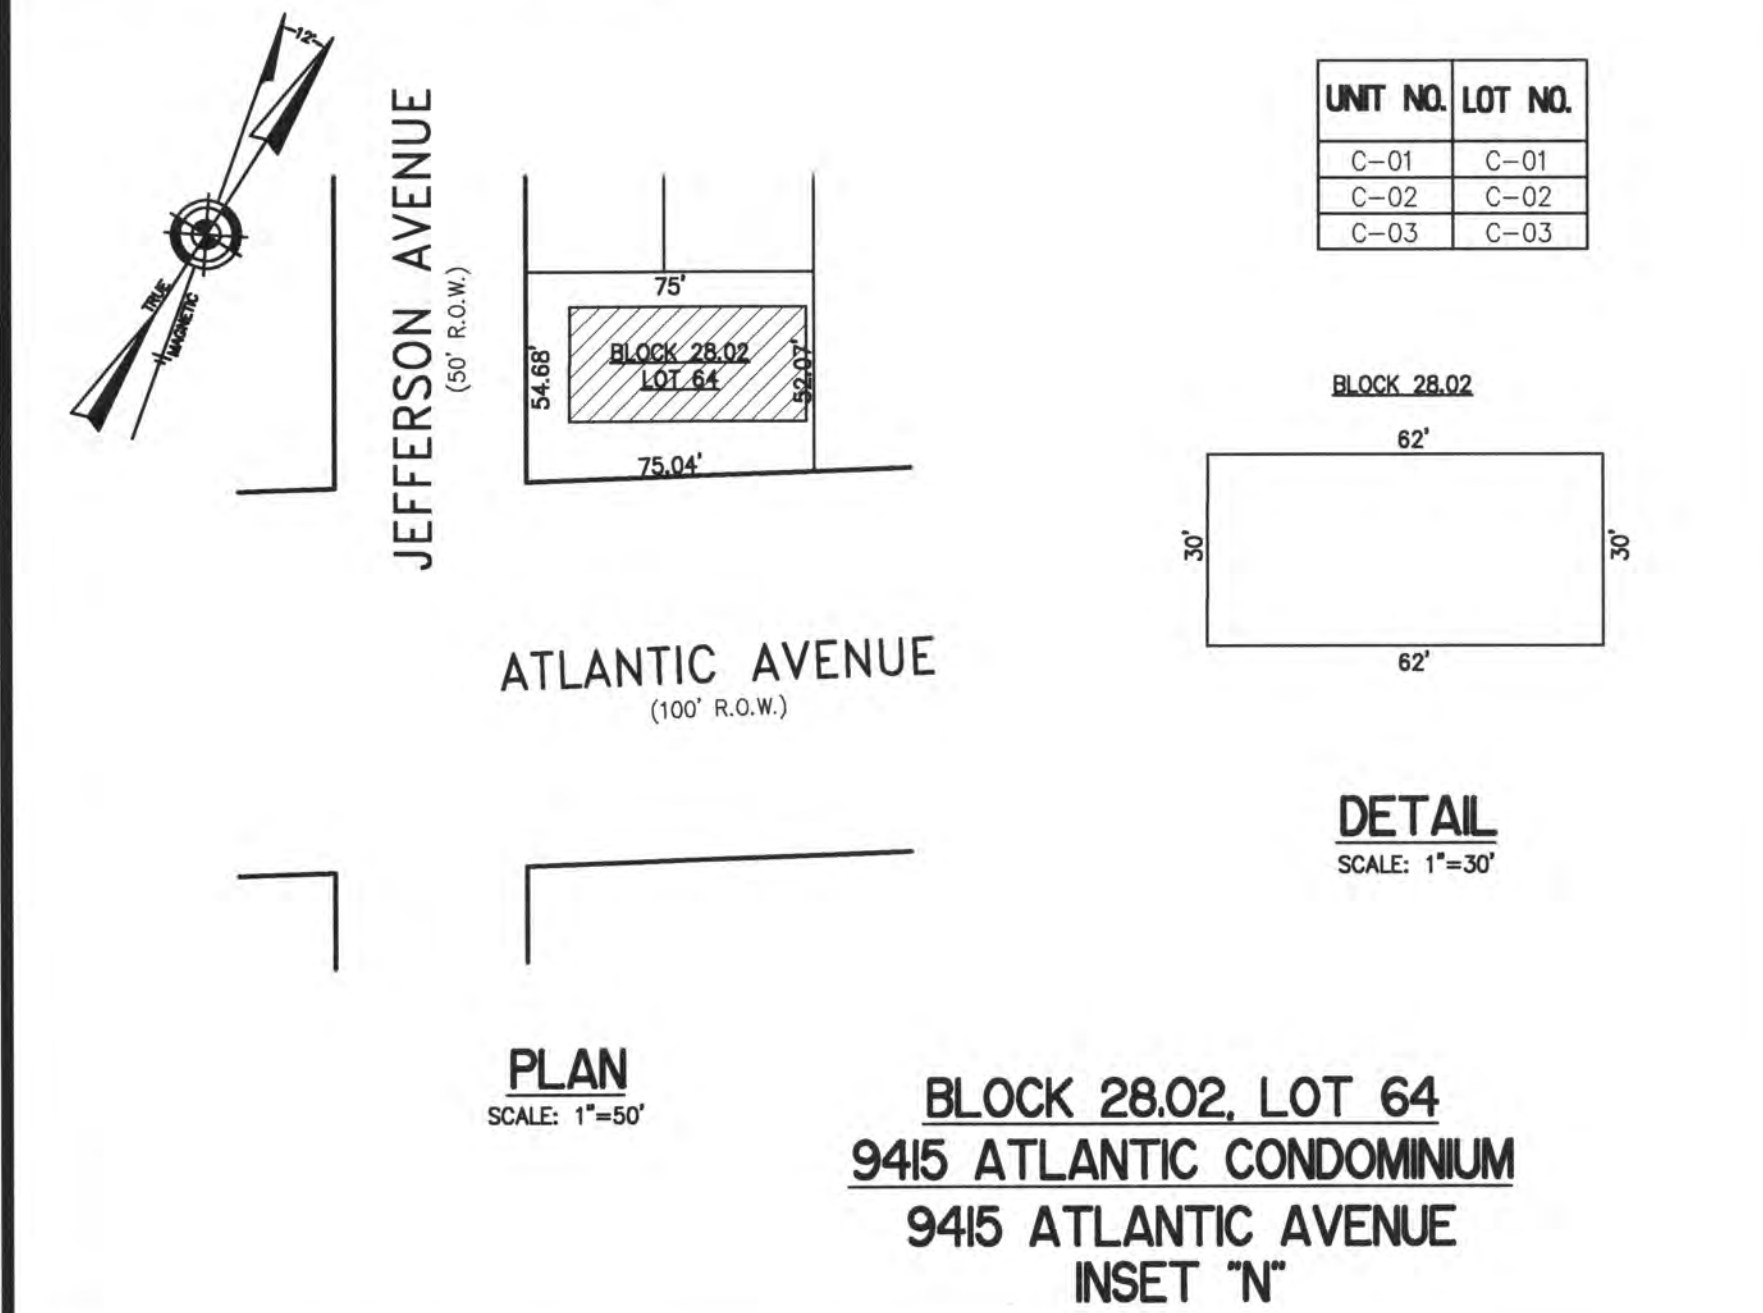 12'
TRUE
MAGNETIC
JEFFERSON AVENUE
(50' R.O.W.)
75'
54.68'
BLOCK 28.02
LOT 64
52.07'
75.04'
ATLANTIC AVENUE
(100' R.O.W.)
UNIT NO. LOT NO.
C-01 C-01
C-02 C-02
C-03 C-03
BLOCK 28.02
62'
30'
30'
62'
DETAIL
SCALE: 1"=30'
PLAN
SCALE: 1"=50'
BLOCK 28.02, LOT 64
9415 ATLANTIC CONDOMINIUM
9415 ATLANTIC AVENUE
INSET "N"